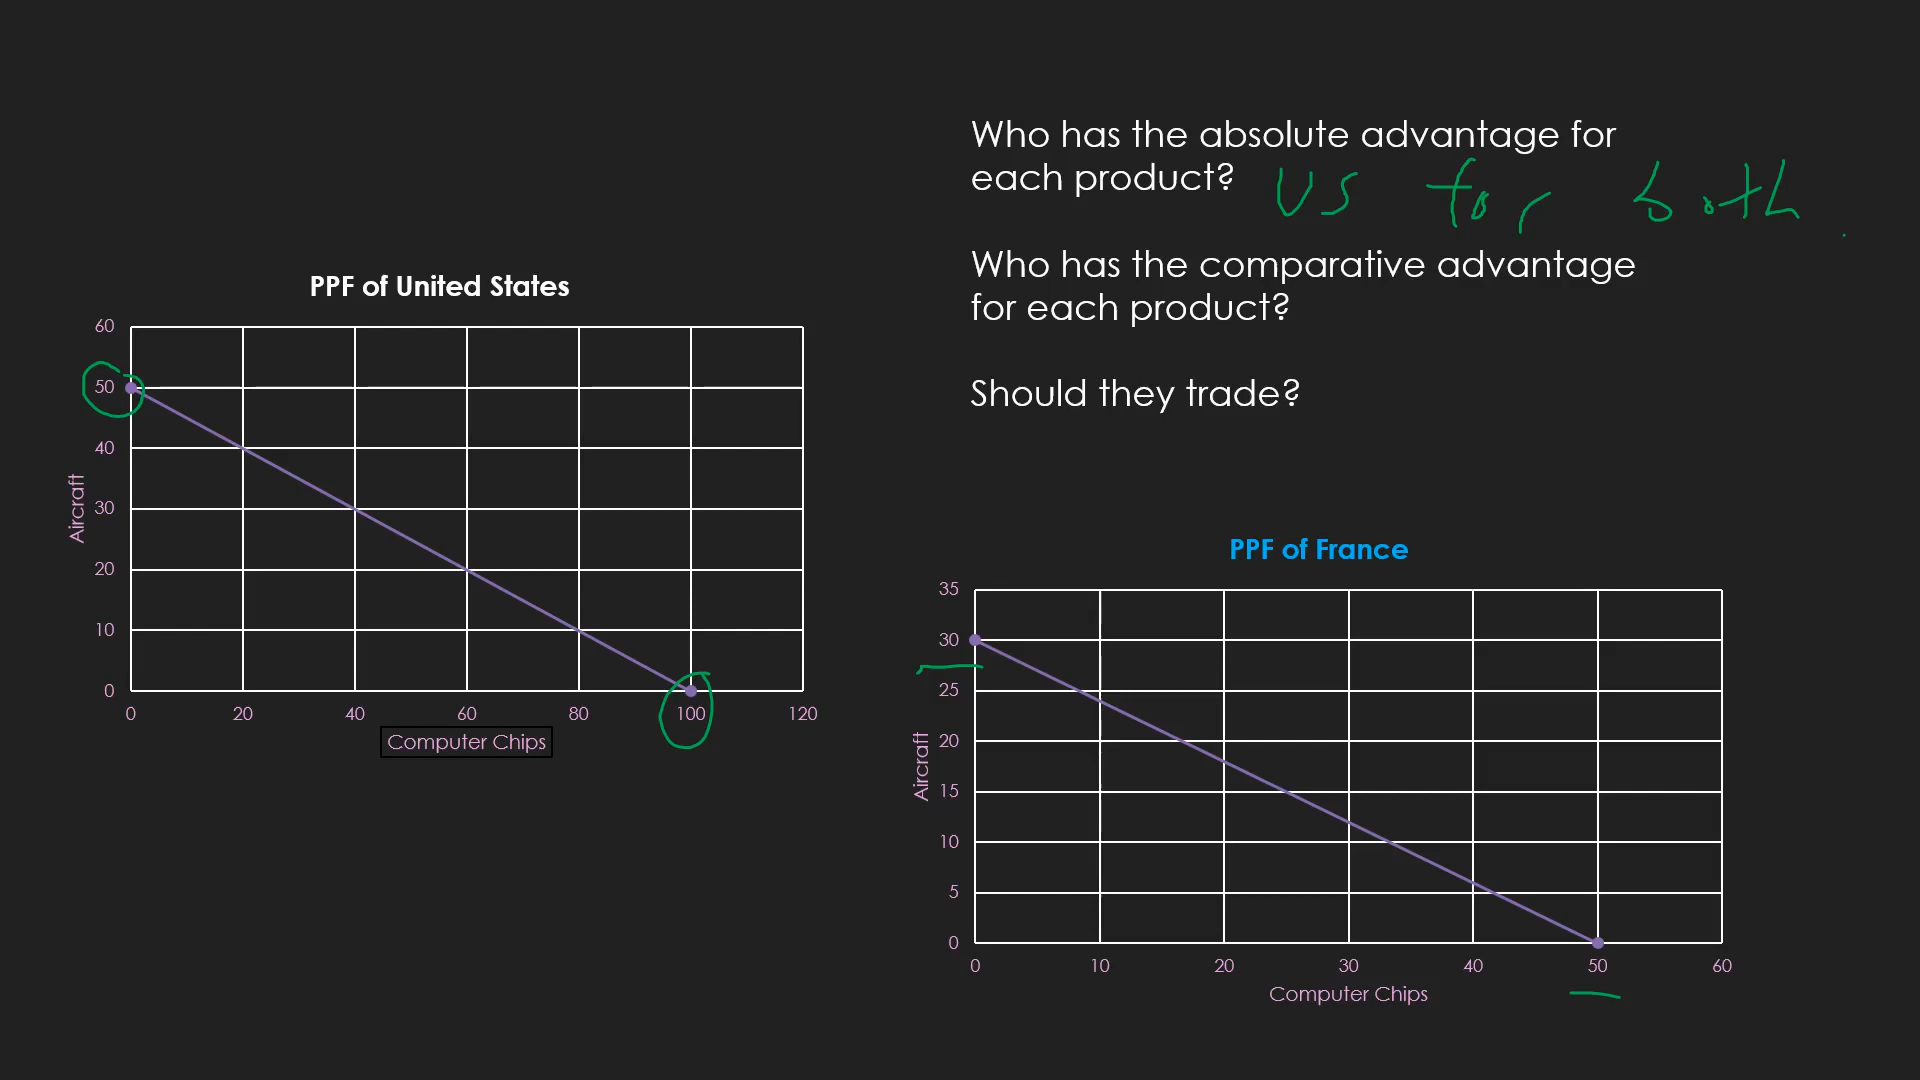 Who has the absolute advantage for
each product? US for both.
Who has the comparative advantage
for each product?
Should they trade?
PPF of United States
60
50
40
30
20
10
0
Aircraft
0 20 40 60 80 100 120
Computer Chips
PPF of France
35
30
25
20
15
10
5
0
Aircraft
0 10 20 30 40 50 60
Computer Chips